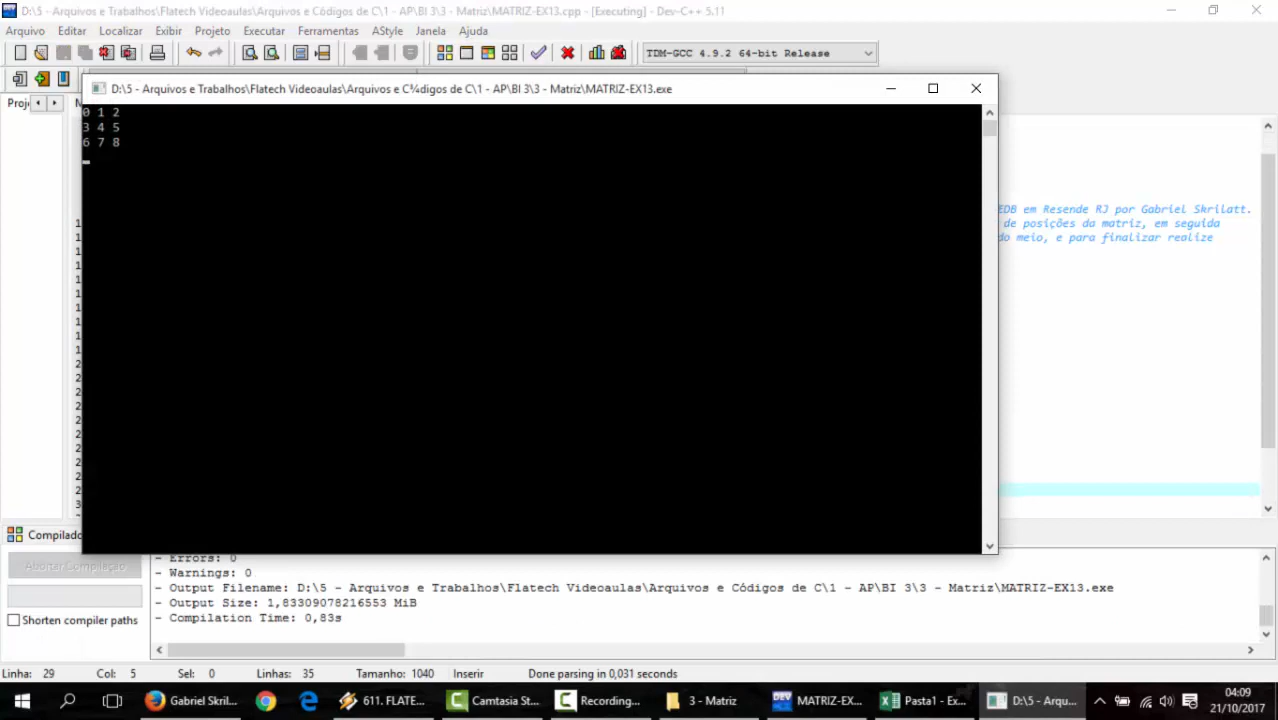 D:\5 - Arquivos e Trabalhos\Flatech Videoaulas\Arquivos e Códigos de C\1 - AP\BI 3\3 - Matriz\MATRIZ-EX13.cpp - [Executing] - Dev-C++ 5.11
Arquivo Editar Localizar Exibir Projeto Executar Ferramentas AStyle Janela Ajuda
TDM-GCC 4.9.2 64-bit Release
D:\5 - Arquivos e Trabalhos\Flatech Videoaulas\Arquivos e C¾digos de C\1 - AP\BI 3\3 - Matriz\MATRIZ-EX13.exe
0 1 2
3 4 5
6 7 8
EDB em Resende RJ por Gabriel Skrilatt.
de posições da matriz, em seguida
do meio, e para finalizar realize
Compilado
Abortar Compilação
Shorten compiler paths
- Errors: 0
- Warnings: 0
- Output Filename: D:\5 - Arquivos e Trabalhos\Flatech Videoaulas\Arquivos e Códigos de C\1 - AP\BI 3\3 - Matriz\MATRIZ-EX13.exe
- Output Size: 1,83309078216553 MiB
- Compilation Time: 0,83s
Linha: 29 Col: 5 Sel: 0 Linhas: 35 Tamanho: 1040 Inserir Done parsing in 0,031 seconds
Gabriel Skril... 611. FLATE... Camtasia St... Recording... 3 - Matriz DEV MATRIZ-EX... Pasta1 - Ex... D:\5 - Arqu... 04:09
21/10/2017